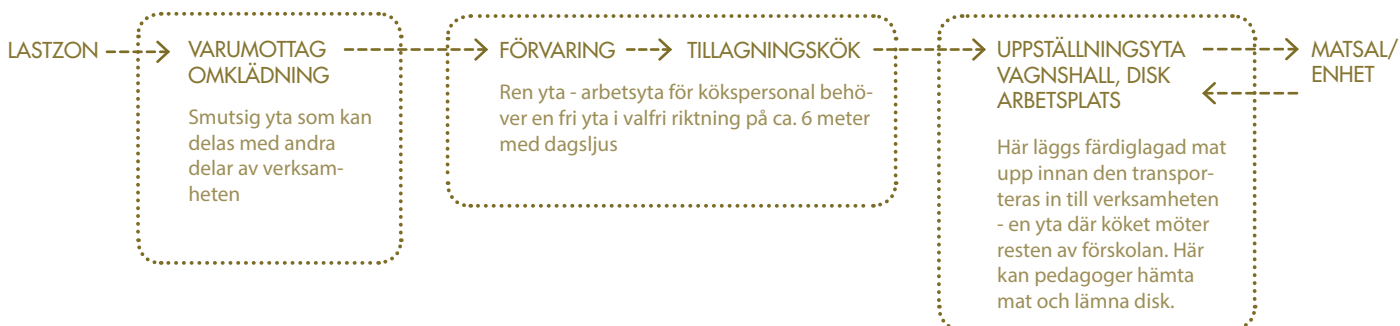 LASTZON
VARUMOTTAG
OMKLÄDNING
Smutsig yta som kan
delas med andra
delar av verksam-
heten
FÖRVARING
TILLAGNINGSKÖK
Ren yta - arbetsyta för kökspersonal behö-
ver en fri yta i valfri riktning på ca. 6 meter
med dagsljus
UPPSTÄLLNINGSYTA
VAGNSHALL, DISK
ARBETSPLATS
Här läggs färdiglagad mat
upp innan den transpor-
teras in till verksamheten
- en yta där köket möter
resten av förskolan. Här
kan pedagoger hämta
mat och lämna disk.
MATSAL/
ENHET